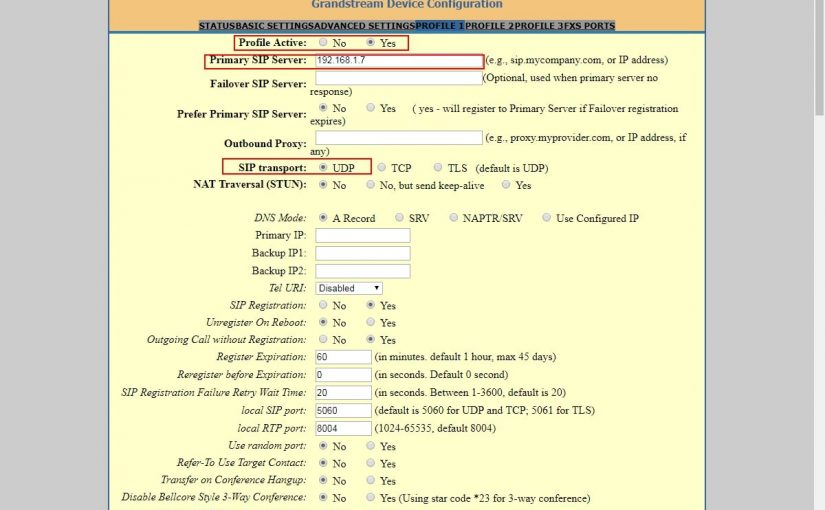 Grandstream Device Configuration
STATUS BASIC SETTINGS ADVANCED SETTINGS PROFILE 1 PROFILE 2 PROFILE 3 FXS PORTS
Profile Active: No Yes
Primary SIP Server: 192.168.1.7 (e.g., sip.mycompany.com, or IP address)
Failover SIP Server: (Optional, used when primary server no
response)
Prefer Primary SIP Server: No Yes ( yes - will register to Primary Server if Failover registration
expires)
Outbound Proxy: (e.g., proxy.myprovider.com, or IP address, if
any)
SIP transport: UDP TCP TLS (default is UDP)
NAT Traversal (STUN): No No, but send keep-alive Yes
DNS Mode: A Record SRV NAPTR/SRV Use Configured IP
Primary IP:
Backup IP1:
Backup IP2:
Tel URI: Disabled
SIP Registration: No Yes
Unregister On Reboot: No Yes
Outgoing Call without Registration: No Yes
Register Expiration: 60 (in minutes. default 1 hour, max 45 days)
Reregister before Expiration: 0 (in seconds. Default 0 second)
SIP Registration Failure Retry Wait Time: 20 (in seconds. Between 1-3600, default is 20)
local SIP port: 5060 (default is 5060 for UDP and TCP; 5061 for TLS)
local RTP port: 8004 (1024-65535, default 8004)
Use random port: No Yes
Refer-To Use Target Contact: No Yes
Transfer on Conference Hangup: No Yes
Disable Bellcore Style 3-Way Conference: No Yes (Using star code *23 for 3-way conference)